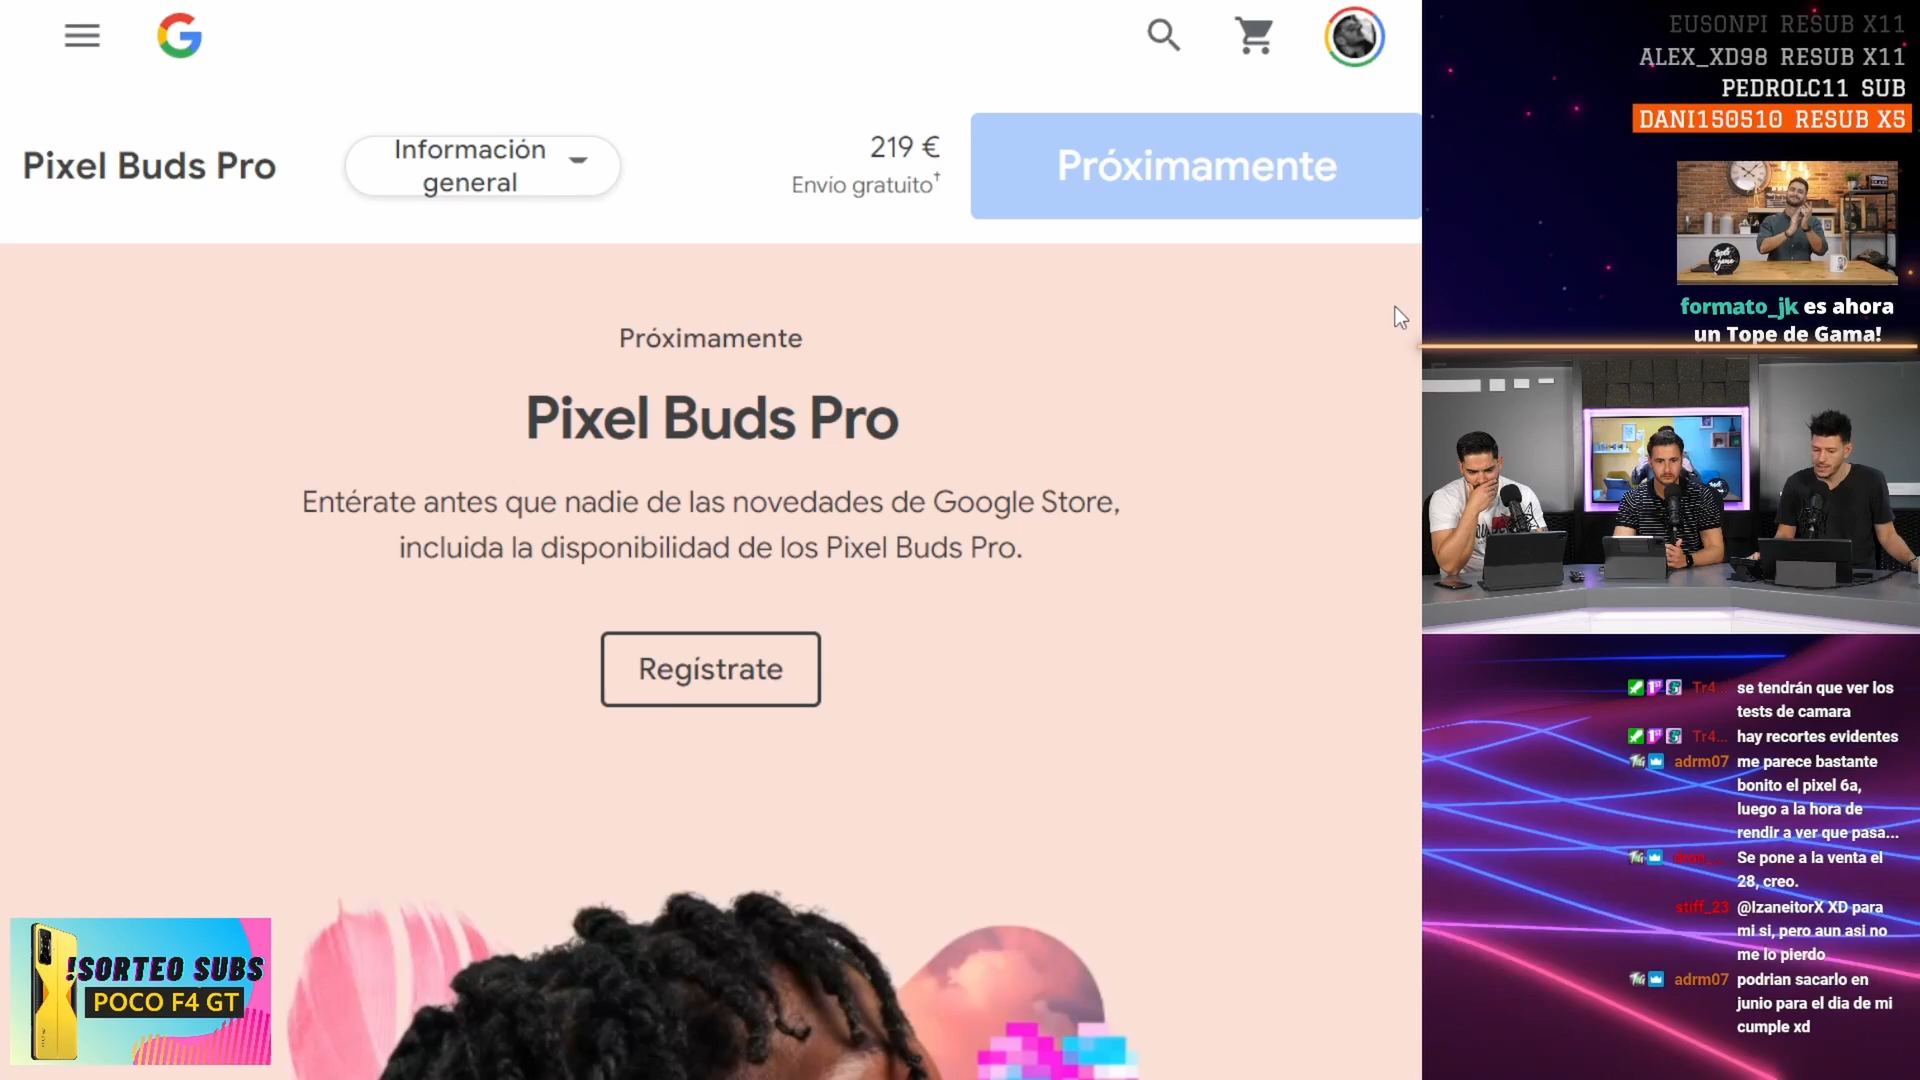 Pixel Buds Pro
Información
general
219 €
Envío gratuito†
Próximamente
Próximamente
Pixel Buds Pro
Entérate antes que nadie de las novedades de Google Store,
incluida la disponibilidad de los Pixel Buds Pro.
Regístrate
!SORTEO SUBS
POCO F4 GT
EUSONPI RESUB X11
ALEX_XD98 RESUB X11
PEDROLC11 SUB
DANI150510 RESUB X5
formato_jk es ahora
un Tope de Gama!
Tr4... se tendrán que ver los
tests de camara
Tr4... hay recortes evidentes
adrm07 me parece bastante
bonito el pixel 6a,
luego a la hora de
rendir a ver que pasa...
Se pone a la venta el
28, creo.
stiff_23 @IzaneitorX XD para
mi si, pero aun asi no
me lo pierdo
adrm07 podrian sacarlo en
junio para el dia de mi
cumple xd